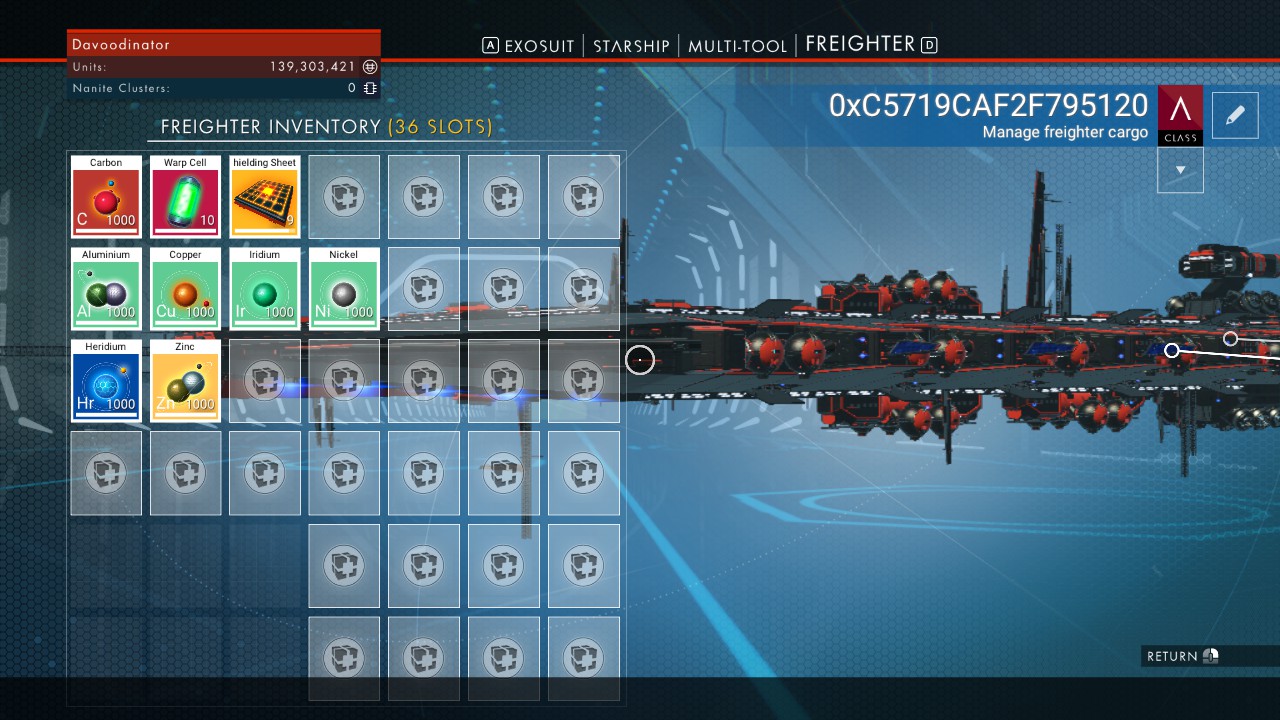 Davoodinator
Units: 139,303,421
Nanite Clusters: 0
A EXOSUIT STARSHIP MULTI-TOOL FREIGHTER D
0xC5719CAF2F795120
Manage freighter cargo
CLASS
FREIGHTER INVENTORY (36 SLOTS)
Carbon Warp Cell hielding Sheet
C 1000 10 9
Aluminium Copper Iridium Nickel
Al 1000 Cu 1000 Ir 1000 Ni 1000
Heridium Zinc
Hr 1000 Zn 1000
RETURN